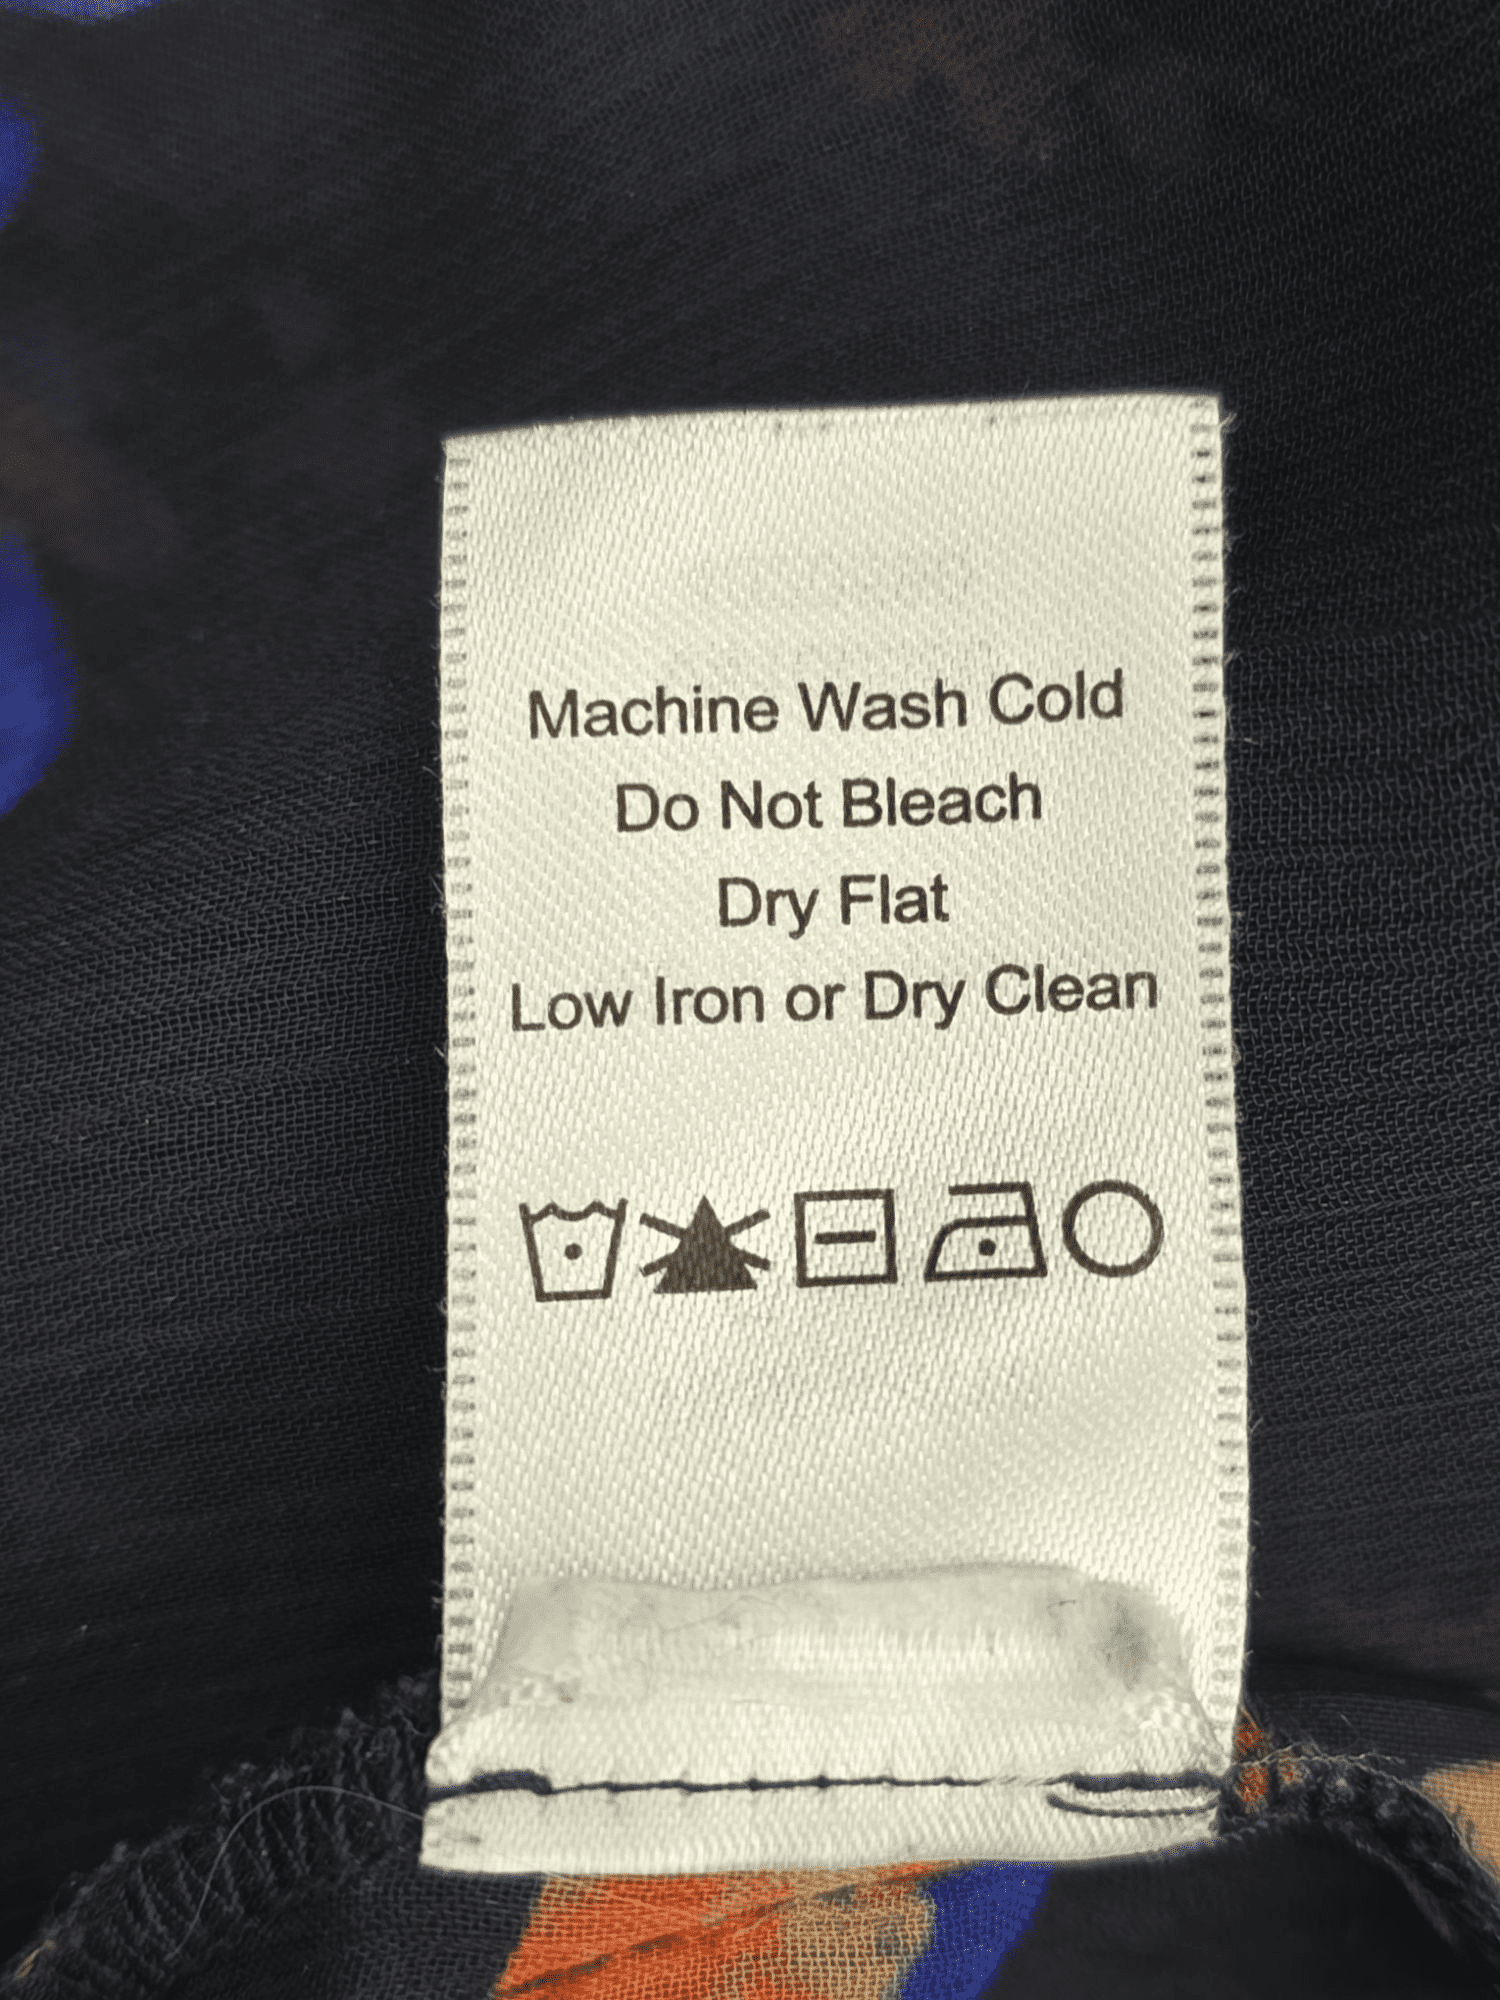 Machine Wash Cold
Do Not Bleach
Dry Flat
Low Iron or Dry Clean